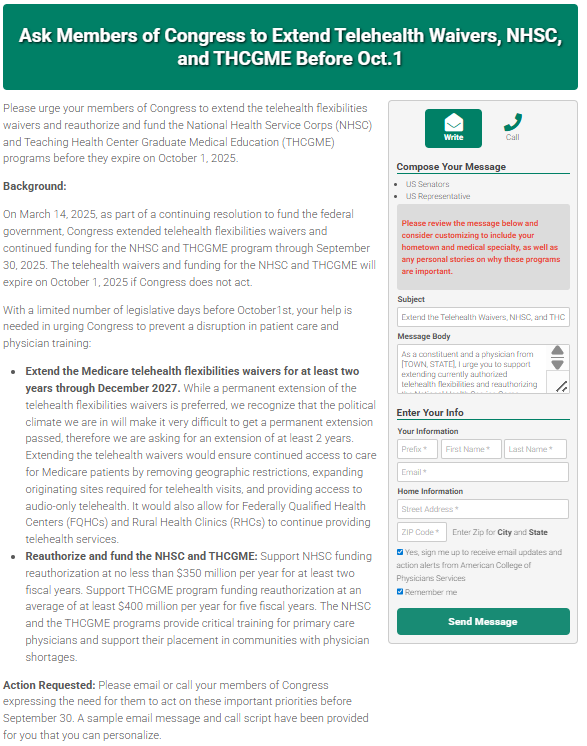 Ask Members of Congress to Extend Telehealth Waivers, NHSC,
and THCGME Before Oct.1
Please urge your members of Congress to extend the telehealth flexibilities
waivers and reauthorize and fund the National Health Service Corps (NHSC)
and Teaching Health Center Graduate Medical Education (THCGME)
programs before they expire on October 1, 2025.
Background:
On March 14, 2025, as part of a continuing resolution to fund the federal
government, Congress extended telehealth flexibilities waivers and
continued funding for the NHSC and THCGME program through September
30, 2025. The telehealth waivers and funding for the NHSC and THCGME will
expire on October 1, 2025 if Congress does not act.
With a limited number of legislative days before October1st, your help is
needed in urging Congress to prevent a disruption in patient care and
physician training:
• Extend the Medicare telehealth flexibilities waivers for at least two
years through December 2027. While a permanent extension of the
telehealth flexibilities waivers is preferred, we recognize that the political
climate we are in will make it very difficult to get a permanent extension
passed, therefore we are asking for an extension of at least 2 years.
Extending the telehealth waivers would ensure continued access to care
for Medicare patients by removing geographic restrictions, expanding
originating sites required for telehealth visits, and providing access to
audio-only telehealth. It would also allow for Federally Qualified Health
Centers (FQHCs) and Rural Health Clinics (RHCs) to continue providing
telehealth services.
• Reauthorize and fund the NHSC and THCGME: Support NHSC funding
reauthorization at no less than $350 million per year for at least two
fiscal years. Support THCGME program funding reauthorization at an
average of at least $400 million per year for five fiscal years. The NHSC
and the THCGME programs provide critical training for primary care
physicians and support their placement in communities with physician
shortages.
Action Requested: Please email or call your members of Congress
expressing the need for them to act on these important priorities before
September 30. A sample email message and call script have been provided
for you that you can personalize.
Write
Call
Compose Your Message
• US Senators
• US Representative
Please review the message below and
consider customizing to include your
hometown and medical specialty, as well as
any personal stories on why these programs
are important.
Subject
Extend the Telehealth Waivers, NHSC, and THC
Message Body
As a constituent and a physician from
[TOWN, STATE], I urge you to support
extending currently authorized
telehealth flexibilities and reauthorizing
the National Health Service Corps
Enter Your Info
Your Information
Prefix * First Name * Last Name *
Email *
Home Information
Street Address *
ZIP Code * Enter Zip for City and State
Yes, sign me up to receive email updates and
action alerts from American College of
Physicians Services
Remember me
Send Message